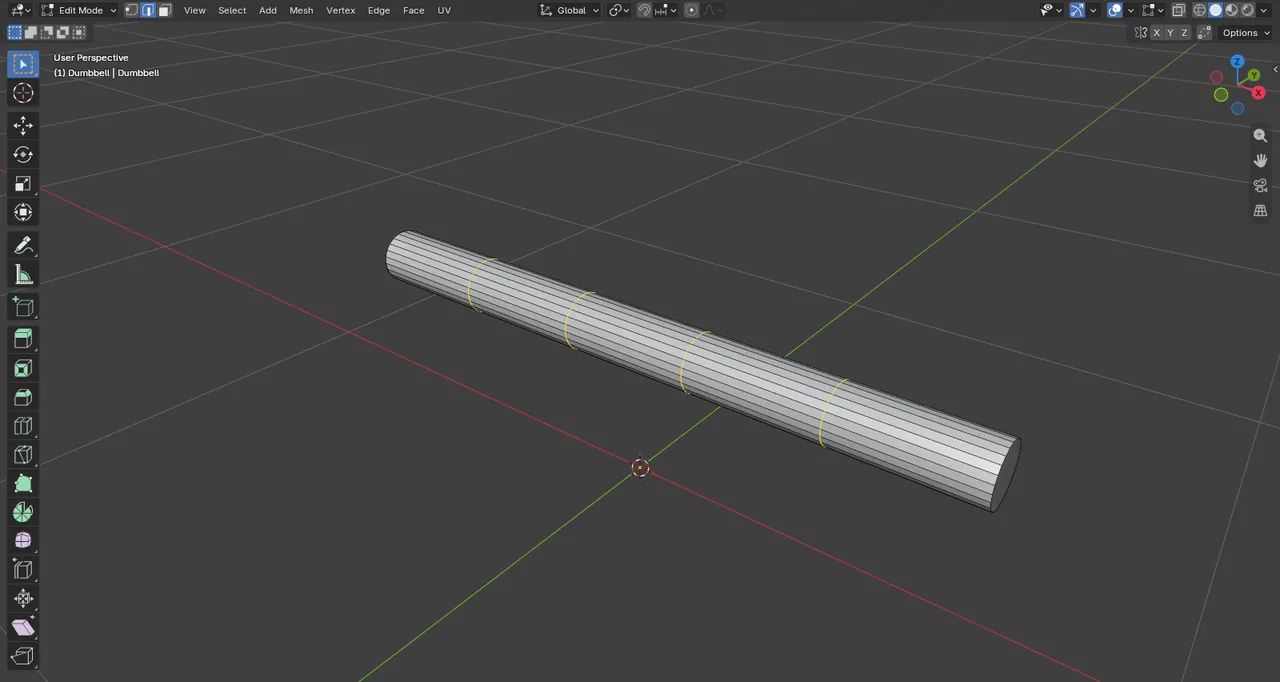 Edit Mode View Select Add Mesh Vertex Edge Face UV Global
X Y Z Options
User Perspective
(1) Dumbbell | Dumbbell
Z
Y
X